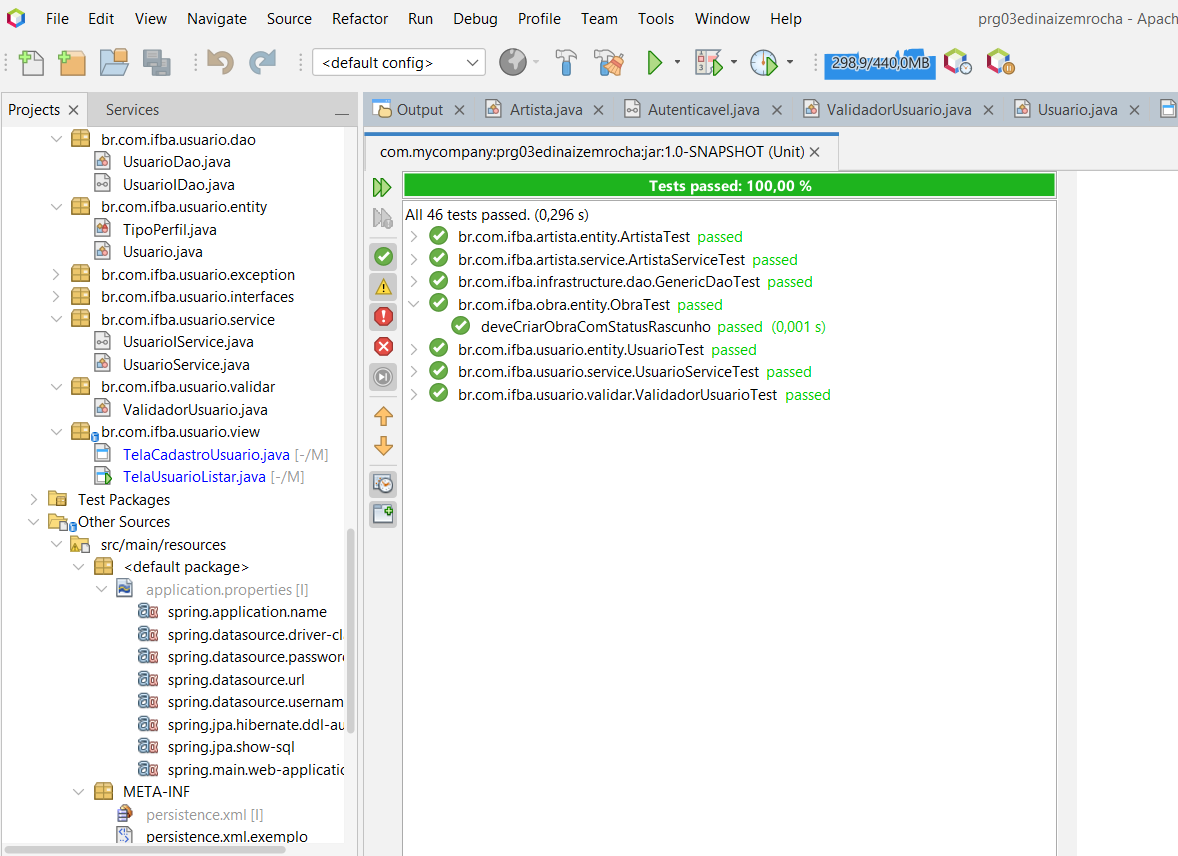 File Edit View Navigate Source Refactor Run Debug Profile Team Tools Window Help prg03edinaizemrocha - Apach
<default config> 298,9/440,0MB
Projects Services
Output Artista.java Autenticavel.java ValidadorUsuario.java Usuario.java
com.mycompany:prg03edinaizemrocha:jar:1.0-SNAPSHOT (Unit)
br.com.ifba.usuario.dao
UsuarioDao.java
UsuarioIDao.java
br.com.ifba.usuario.entity
TipoPerfil.java
Usuario.java
br.com.ifba.usuario.exception
br.com.ifba.usuario.interfaces
br.com.ifba.usuario.service
UsuarioIService.java
UsuarioService.java
br.com.ifba.usuario.validar
ValidadorUsuario.java
br.com.ifba.usuario.view
TelaCadastroUsuario.java [-/M]
TelaUsuarioListar.java [-/M]
Test Packages
Other Sources
src/main/resources
<default package>
application.properties [I]
spring.application.name
spring.datasource.driver-cl
spring.datasource.password
spring.datasource.url
spring.datasource.usernam
spring.jpa.hibernate.ddl-au
spring.jpa.show-sql
spring.main.web-applicatio
META-INF
persistence.xml [I]
persistence.xml.exemplo
Tests passed: 100,00 %
All 46 tests passed. (0,296 s)
br.com.ifba.artista.entity.ArtistaTest passed
br.com.ifba.artista.service.ArtistaServiceTest passed
br.com.ifba.infrastructure.dao.GenericDaoTest passed
br.com.ifba.obra.entity.ObraTest passed
deveCriarObraComStatusRascunho passed (0,001 s)
br.com.ifba.usuario.entity.UsuarioTest passed
br.com.ifba.usuario.service.UsuarioServiceTest passed
br.com.ifba.usuario.validar.ValidadorUsuarioTest passed